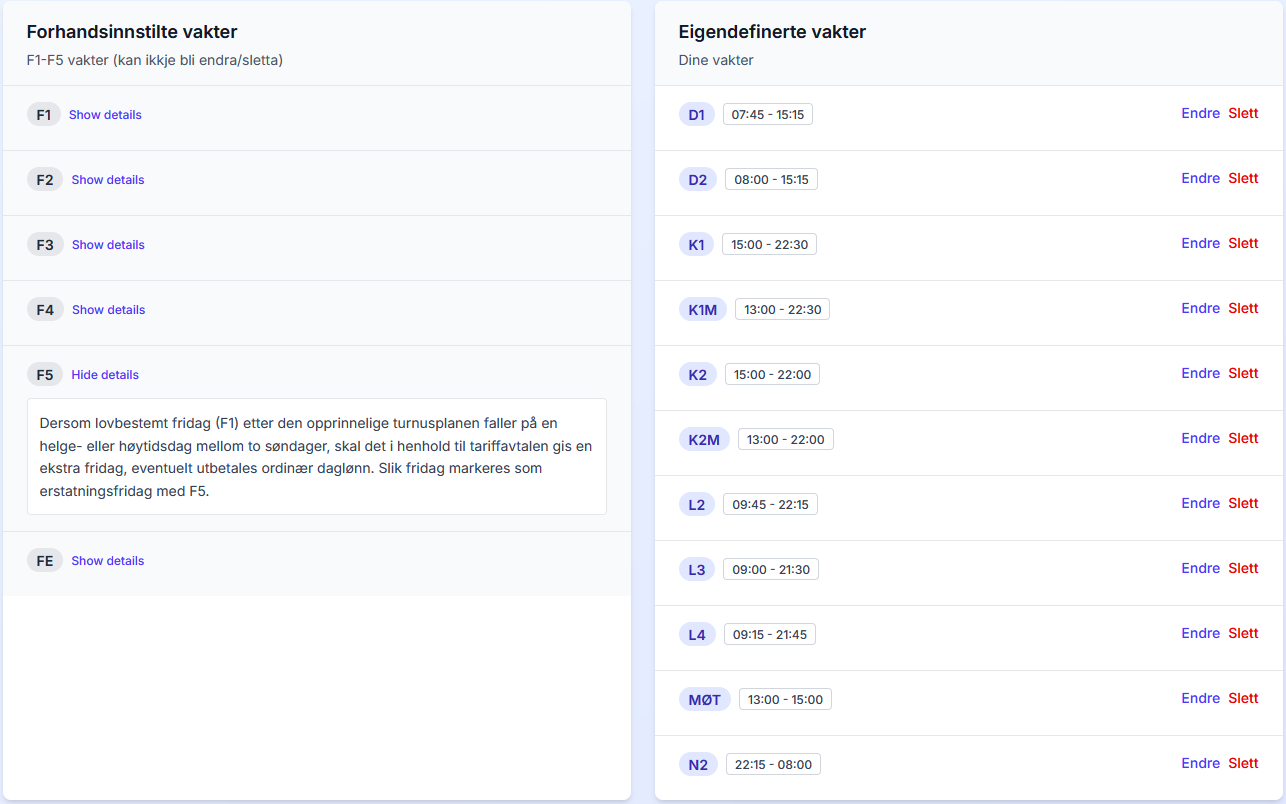 Forhandsinnstilte vakter
F1-F5 vakter (kan ikkje bli endra/sletta)
F1 Show details
F2 Show details
F3 Show details
F4 Show details
F5 Hide details
Dersom lovbestemt fridag (F1) etter den opprinnelige turnusplanen faller på en
helge- eller høytidsdag mellom to søndager, skal det i henhold til tariffavtalen gis en
ekstra fridag, eventuelt utbetales ordinær daglønn. Slik fridag markeres som
erstatningsfridag med F5.
FE Show details
Eigendefinerte vakter
Dine vakter
D1 07:45 - 15:15 Endre Slett
D2 08:00 - 15:15 Endre Slett
K1 15:00 - 22:30 Endre Slett
K1M 13:00 - 22:30 Endre Slett
K2 15:00 - 22:00 Endre Slett
K2M 13:00 - 22:00 Endre Slett
L2 09:45 - 22:15 Endre Slett
L3 09:00 - 21:30 Endre Slett
L4 09:15 - 21:45 Endre Slett
MØT 13:00 - 15:00 Endre Slett
N2 22:15 - 08:00 Endre Slett